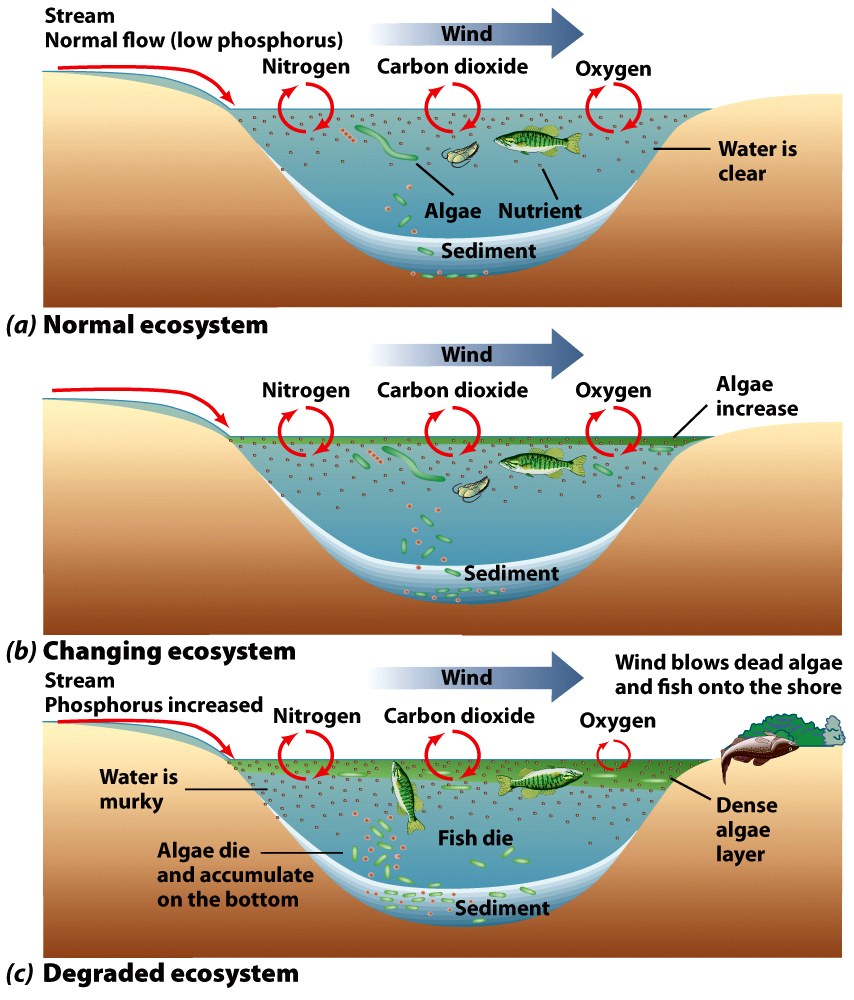 Stream
Normal flow (low phosphorus)
Wind
Nitrogen
Carbon dioxide
Oxygen
Water is
clear
Algae
Nutrient
Sediment
(a) Normal ecosystem
Wind
Nitrogen
Carbon dioxide
Oxygen
Algae
increase
Sediment
(b) Changing ecosystem
Stream
Phosphorus increased
Wind
Wind blows dead algae
and fish onto the shore
Nitrogen
Carbon dioxide
Oxygen
Water is
murky
Dense
algae
layer
Fish die
Algae die
and accumulate
on the bottom
Sediment
(c) Degraded ecosystem